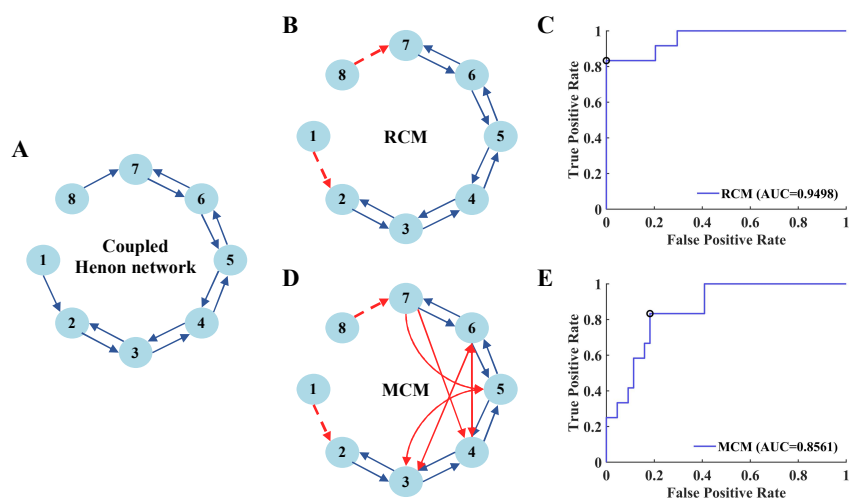 A
8
7
6
1
5
Coupled
Henon network
2
4
3
B
7
8
6
1
RCM
5
2
4
3
C
1
0.8
0.6
0.4
0.2
0
0 0.2 0.4 0.6 0.8 1
True Positive Rate
False Positive Rate
RCM (AUC=0.9498)
D
7
8
6
1
MCM
5
2
4
3
E
1
0.8
0.6
0.4
0.2
0
0 0.2 0.4 0.6 0.8 1
True Positive Rate
False Positive Rate
MCM (AUC=0.8561)